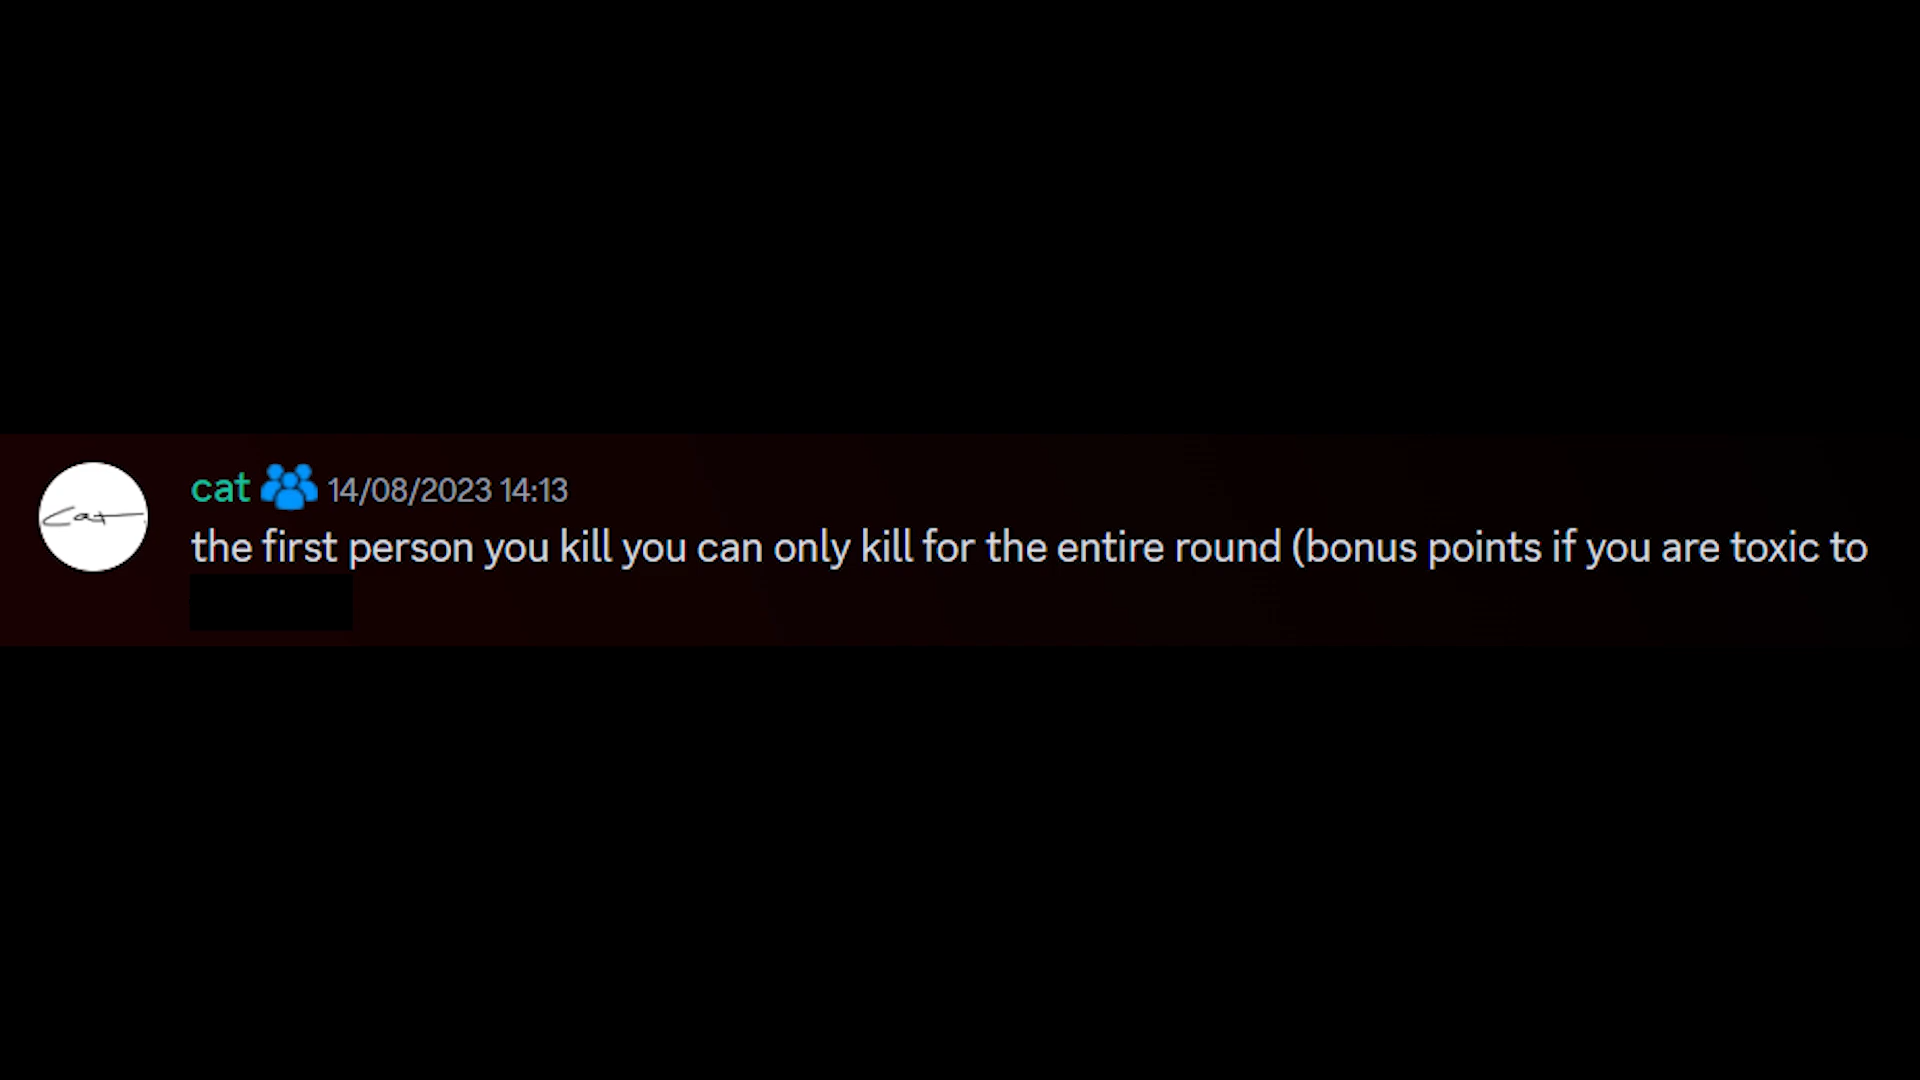 cat 14/08/2023 14:13
the first person you kill you can only kill for the entire round (bonus points if you are toxic to
Cat